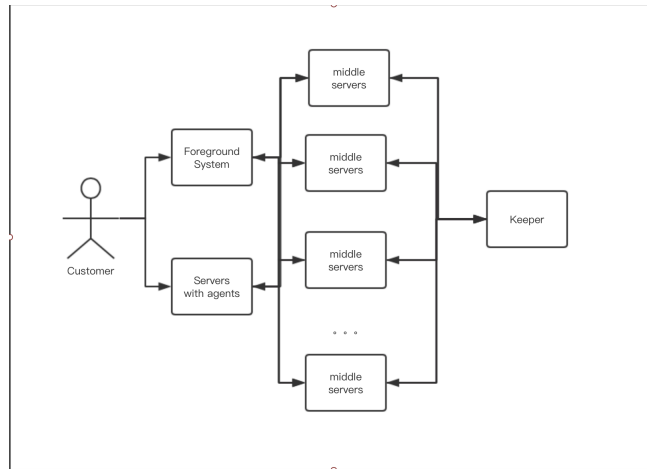 middle
servers
Foreground
System
middle
servers
Customer
Servers
with agents
middle
servers
Keeper
middle
servers